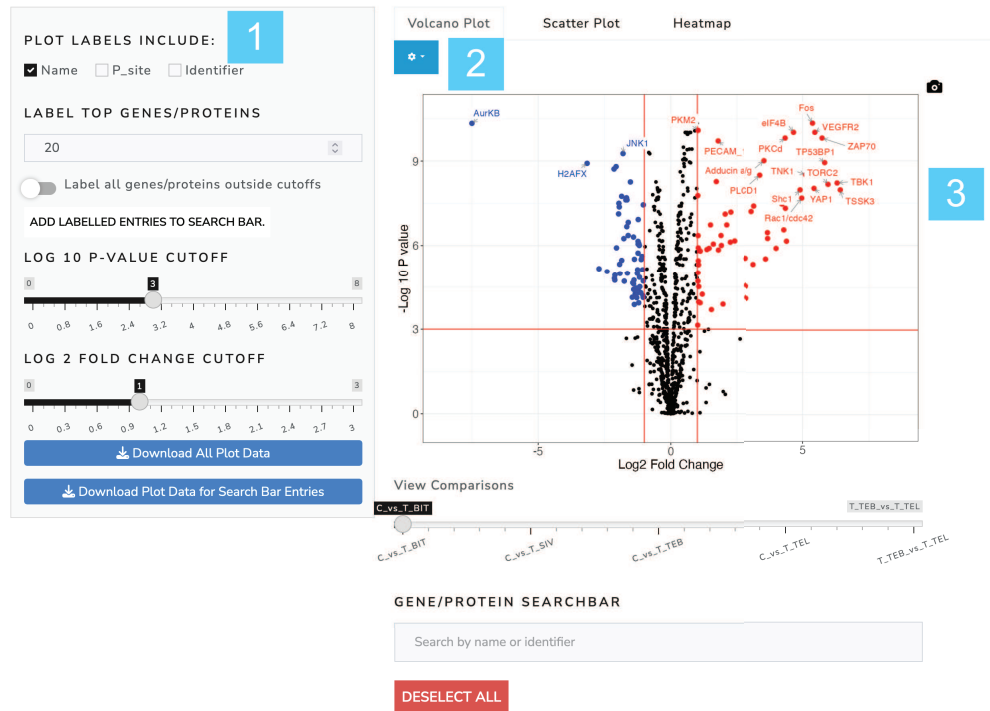 PLOT LABELS INCLUDE:
1
Name P_site Identifier
LABEL TOP GENES/PROTEINS
20
Label all genes/proteins outside cutoffs
ADD LABELLED ENTRIES TO SEARCH BAR.
LOG 10 P-VALUE CUTOFF
0 3 8
0 0.8 1.6 2.4 3.2 4 4.8 5.6 6.4 7.2 8
LOG 2 FOLD CHANGE CUTOFF
0 1 3
0 0.3 0.6 0.9 1.2 1.5 1.8 2.1 2.4 2.7 3
Download All Plot Data
Download Plot Data for Search Bar Entries
Volcano Plot Scatter Plot Heatmap
2
3
AurKB
JNK1
H2AFX
PKM2
PECAM_
Adducin a/g
PLCD1
Fos
eIF4B
VEGFR2
PKCd
ZAP70
TP53BP1
TNK1
TORC2
TBK1
Shc1
YAP1
TSSK3
Rac1/cdc42
-Log 10 P value
9
6
3
0
-5 0 5
Log2 Fold Change
View Comparisons
C_vs_T_BIT T_TEB_vs_T_TEL
C_vs_T_BIT C_vs_T_SIV C_vs_T_TEB C_vs_T_TEL T_TEB_vs_T_TEL
GENE/PROTEIN SEARCHBAR
Search by name or identifier
DESELECT ALL